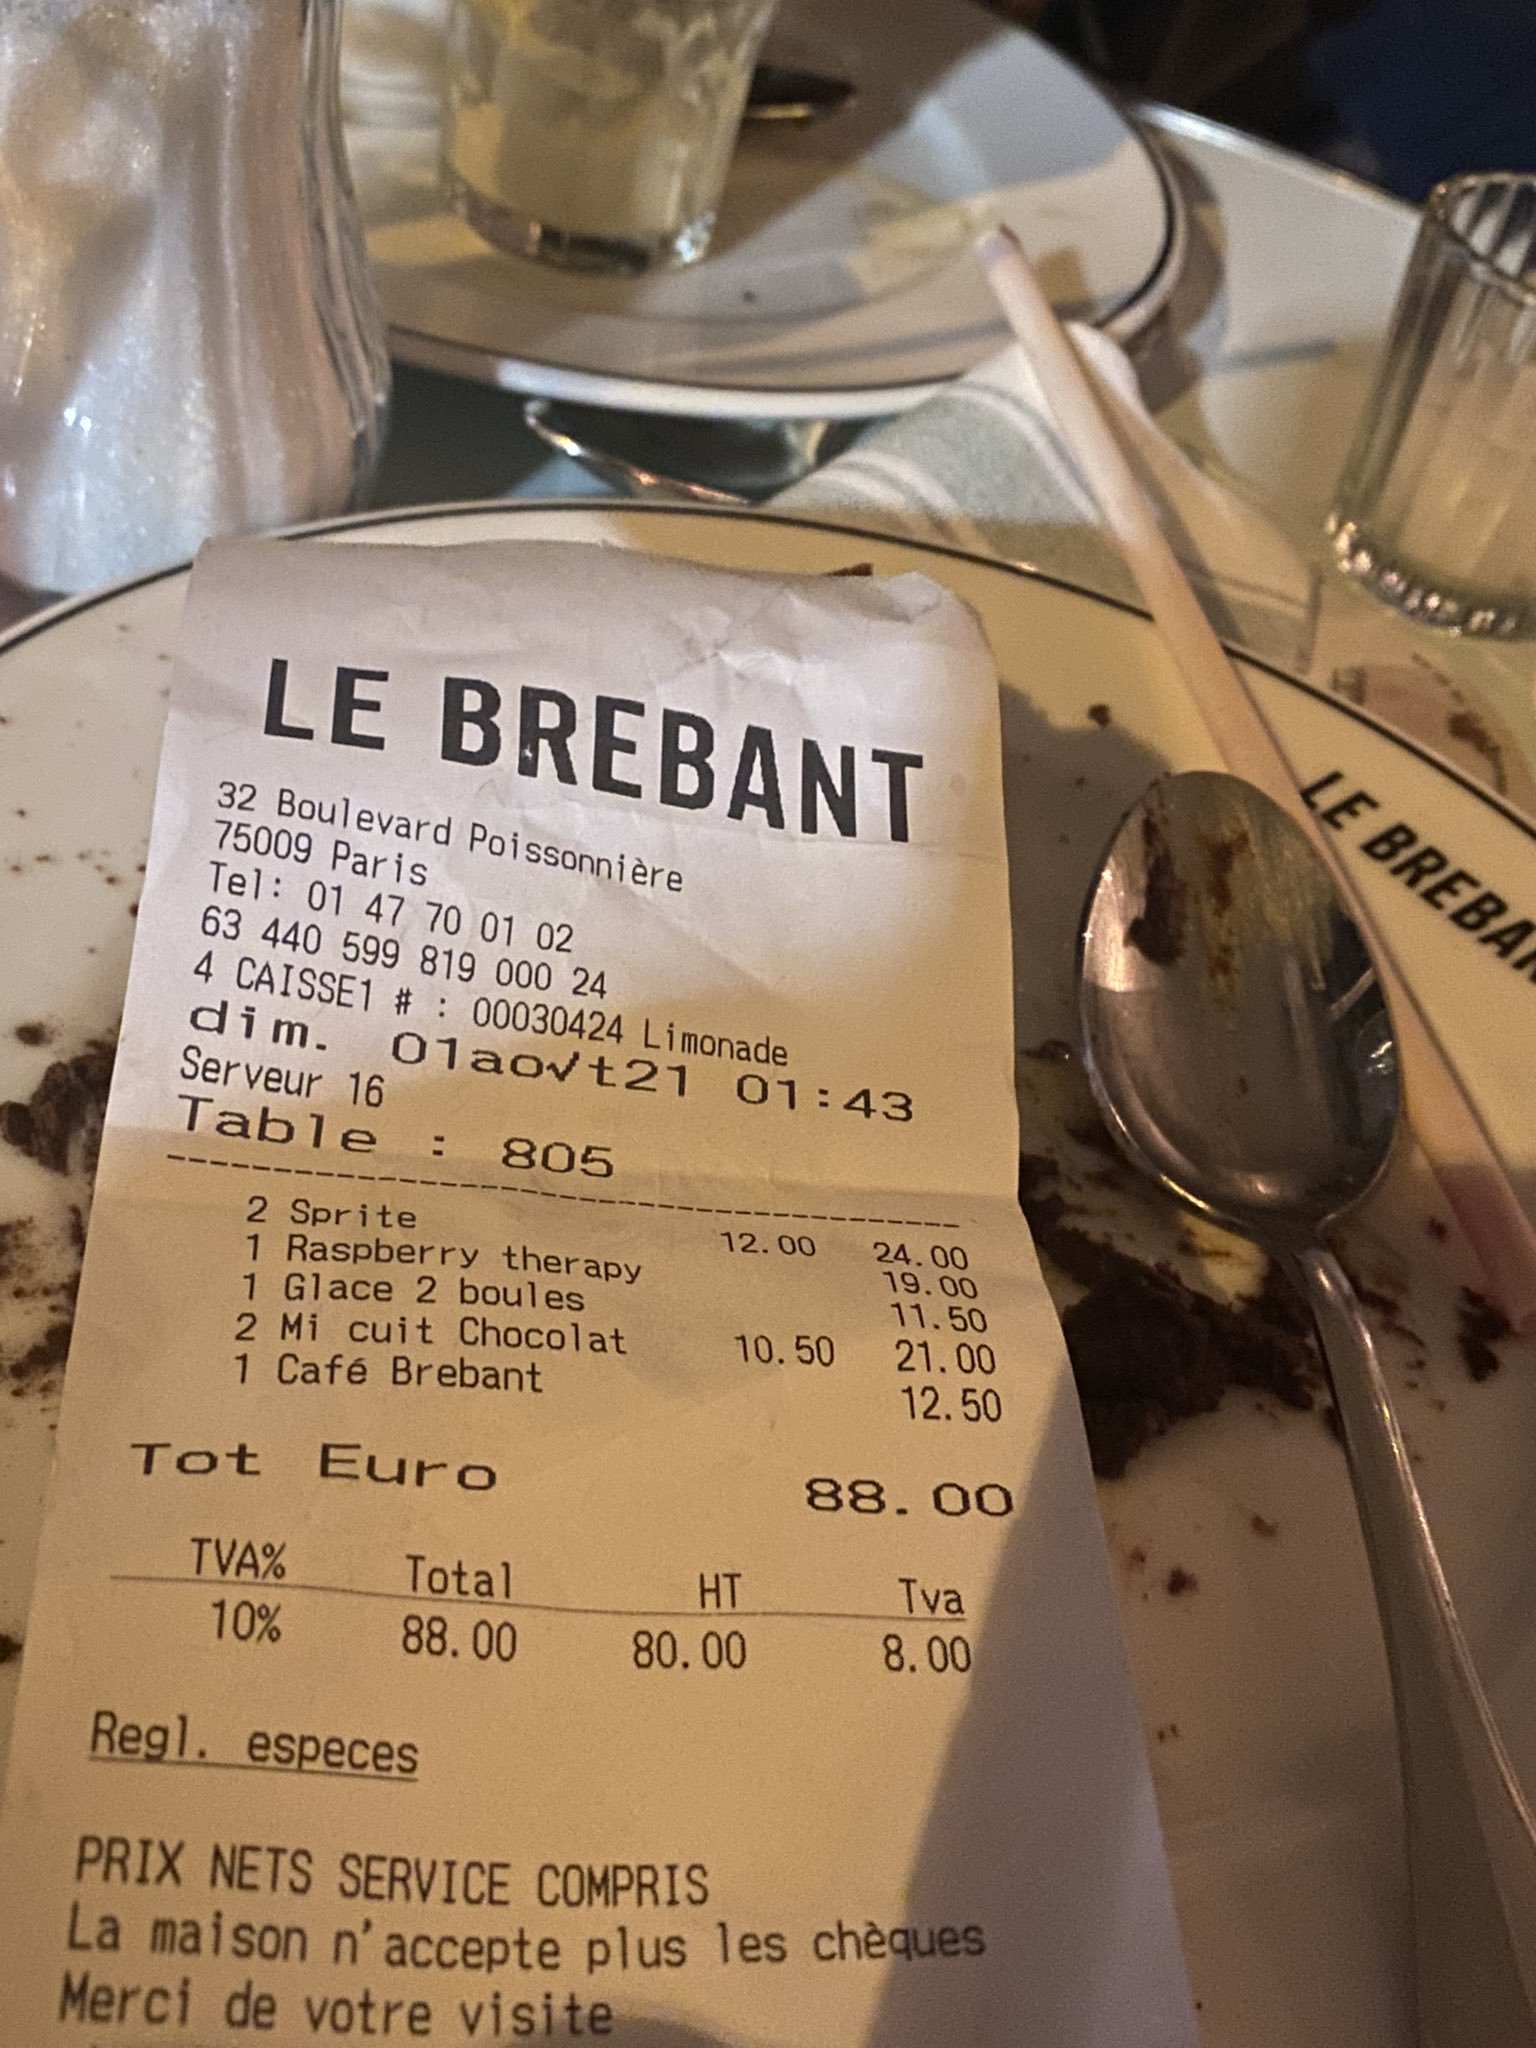 LE BREBANT
32 Boulevard Poissonnière
75009 Paris
Tel: 01 47 70 01 02
63 440 599 819 000 24
4 CAISSE1 # : 00030424 Limonade
dim. 01ao√t21 01:43
Serveur 16
Table : 805
2 Sprite 12.00 24.00
1 Raspberry therapy 19.00
1 Glace 2 boules 11.50
2 Mi cuit Chocolat 10.50 21.00
1 Café Brebant 12.50
Tot Euro 88.00
TVA% Total HT Tva
10% 88.00 80.00 8.00
Regl. especes
PRIX NETS SERVICE COMPRIS
La maison n'accepte plus les chèques
Merci de votre visite
LE BREBAN